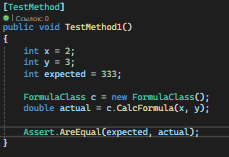 [TestMethod]
| Ссылок: 0
public void TestMethod1()
{
int x = 2;
int y = 3;
int expected = 333;
FormulaClass c = new FormulaClass();
double actual = c.CalcFormula(x, y);
Assert.AreEqual(expected, actual);
}